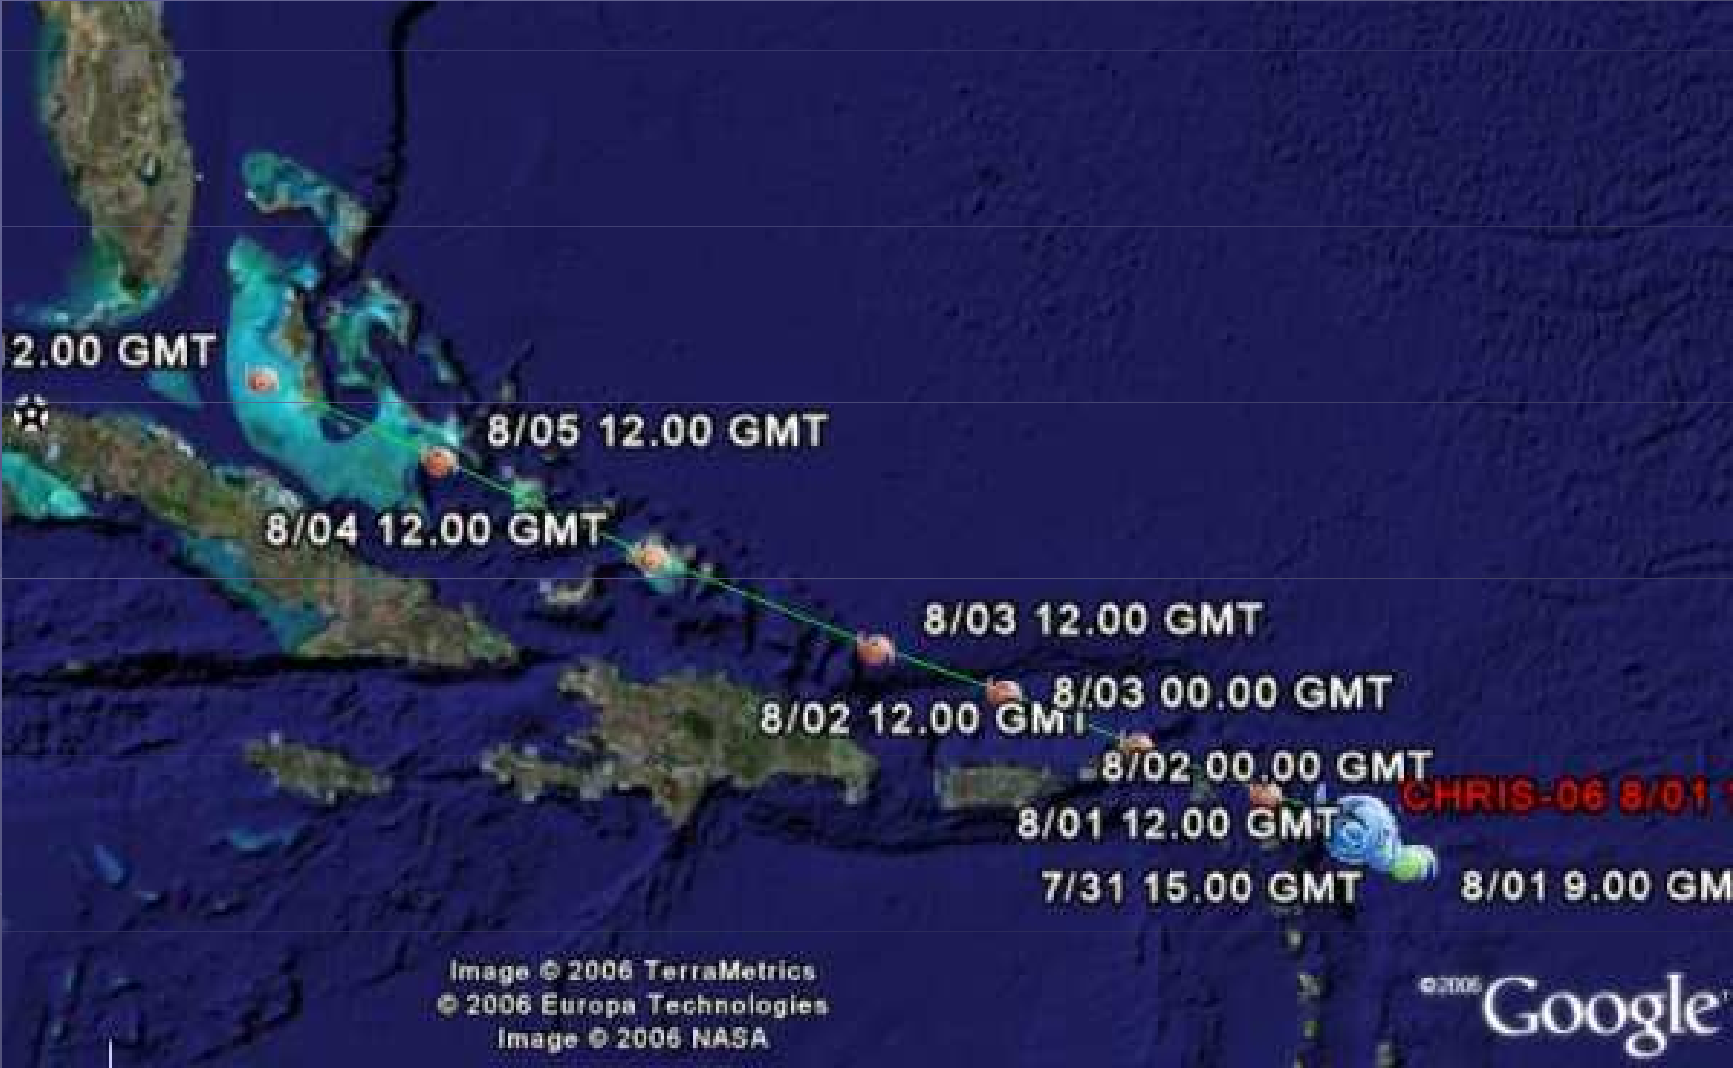 12.00 GMT
8/05 12.00 GMT
8/04 12.00 GMT
8/03 12.00 GMT
8/03 00.00 GMT
8/02 12.00 GMT
8/02 00.00 GMT
CHRIS-06 8/01
8/01 12.00 GMT
7/31 15.00 GMT
8/01 9.00 GM
Image © 2006 TerraMetrics
© 2006 Europa Technologies
Image © 2006 NASA
©2006 Google